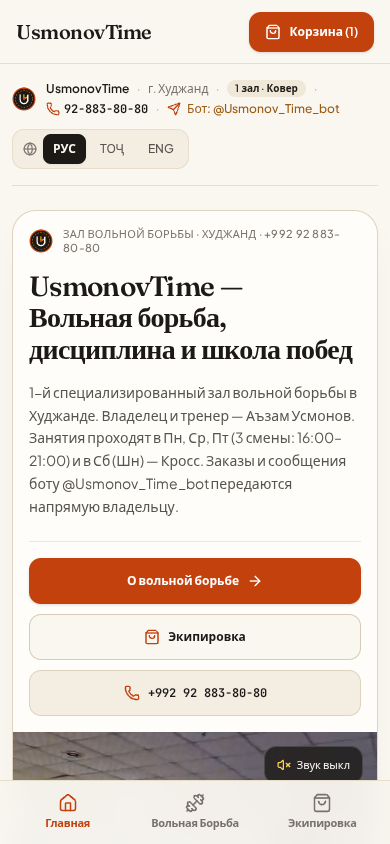 UsmonovTime
Корзина (1)
UsmonovTime · г. Худжанд · 1 зал · Ковер ·
92-883-80-80 · Бот: @Usmonov_Time_bot
РУС ТОҶ ENG
ЗАЛ ВОЛЬНОЙ БОРЬБЫ · ХУДЖАНД · +992 92 883-
80-80
UsmonovTime —
Вольная борьба,
дисциплина и школа побед
1-й специализированный зал вольной борьбы в
Худжанде. Владелец и тренер — Аъзам Усмонов.
Занятия проходят в Пн, Ср, Пт (3 смены: 16:00–
21:00) и в Сб (Шн) — Кросс. Заказы и сообщения
боту @Usmonov_Time_bot передаются
напрямую владельцу.
О вольной борьбе
Экипировка
+992 92 883-80-80
Звук выкл
Главная Вольная Борьба Экипировка